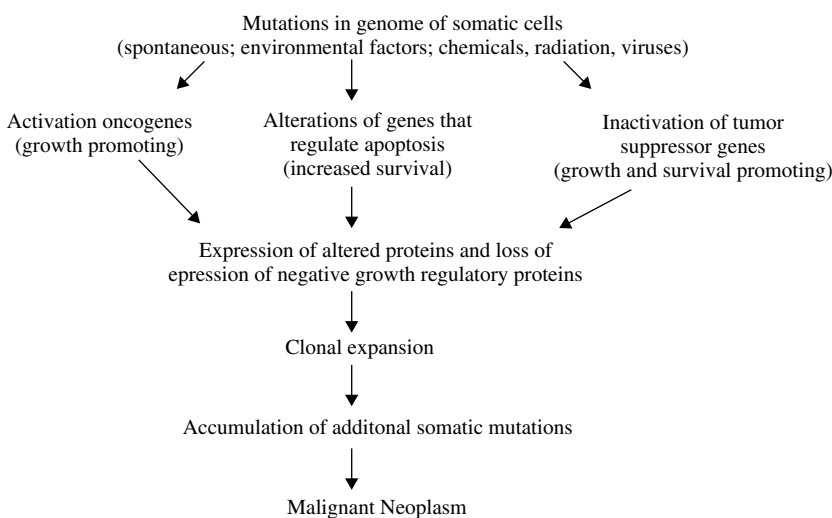 Mutations in genome of somatic cells
(spontaneous; environmental factors; chemicals, radiation, viruses)
Activation oncogenes
(growth promoting)
Alterations of genes that
regulate apoptosis
(increased survival)
Inactivation of tumor
suppressor genes
(growth and survival promoting)
Expression of altered proteins and loss of
epression of negative growth regulatory proteins
Clonal expansion
Accumulation of additonal somatic mutations
Malignant Neoplasm